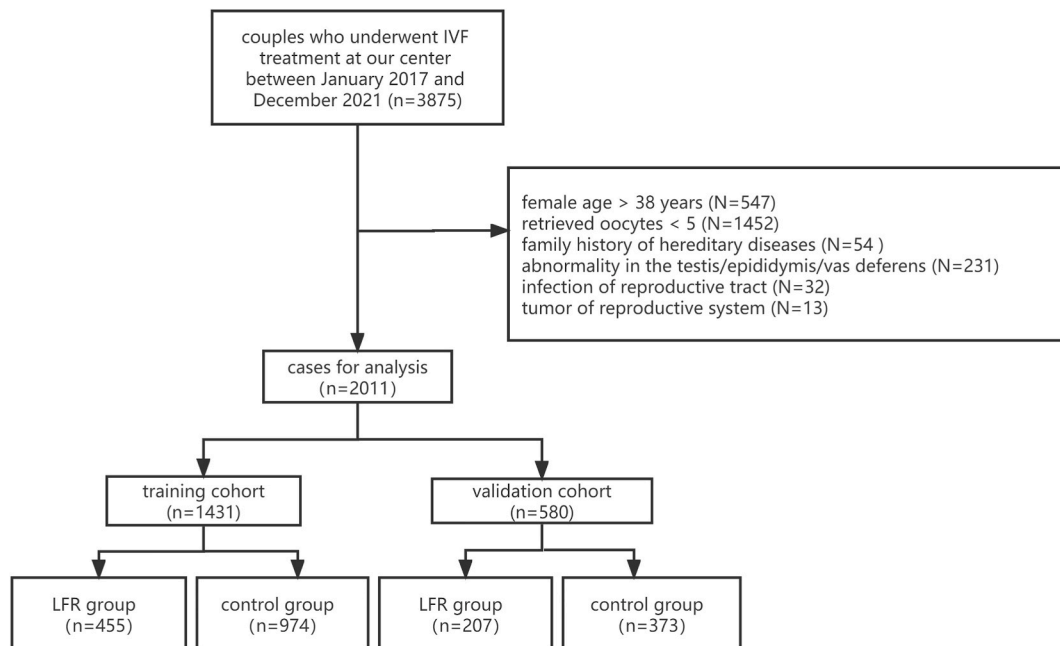 couples who underwent IVF
treatment at our center
between January 2017 and
December 2021 (n=3875)
female age > 38 years (N=547)
retrieved oocytes < 5 (N=1452)
family history of hereditary diseases (N=54 )
abnormality in the testis/epididymis/vas deferens (N=231)
infection of reproductive tract (N=32)
tumor of reproductive system (N=13)
cases for analysis
(n=2011)
training cohort
(n=1431)
validation cohort
(n=580)
LFR group
(n=455)
control group
(n=974)
LFR group
(n=207)
control group
(n=373)